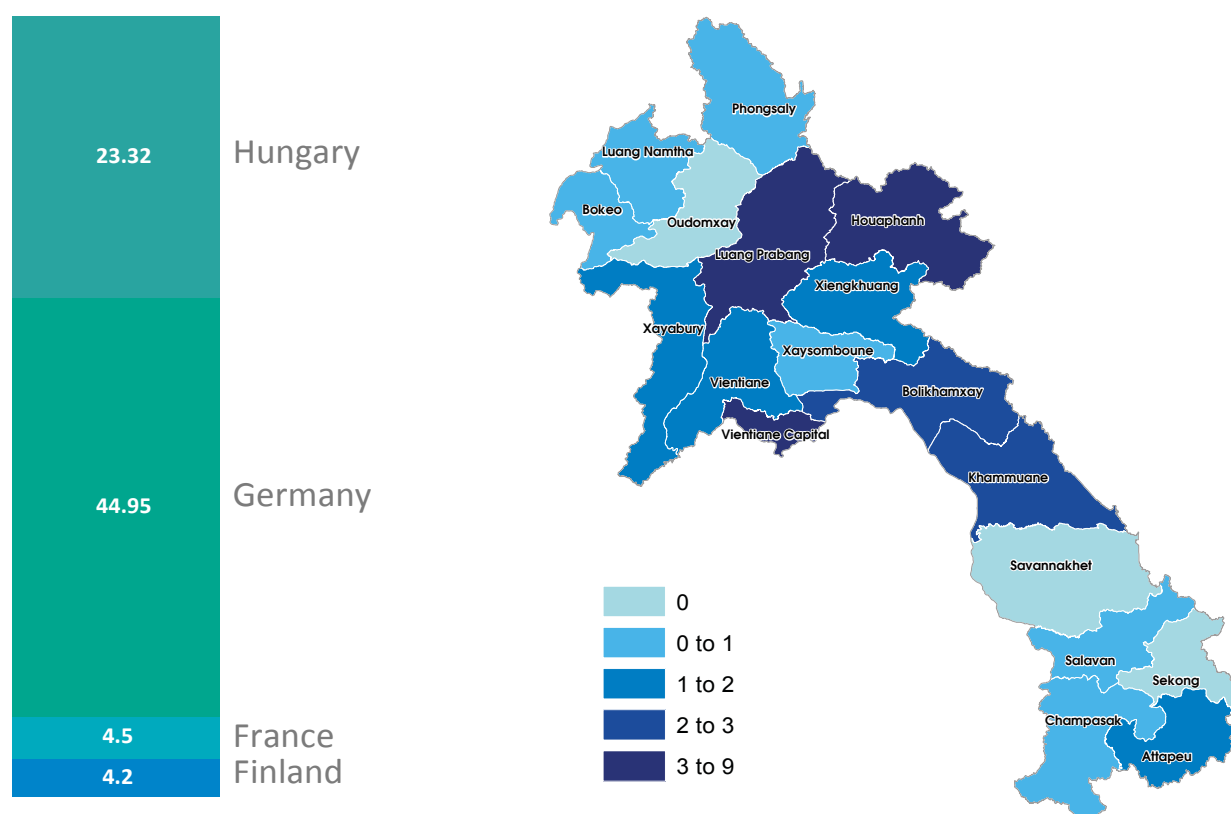 23.32
Hungary
44.95
Germany
4.5
France
4.2
Finland
Phongsaly
Luang Namtha
Bokeo
Oudomxay
Houaphanh
Luang Prabang
Xiengkhuang
Xayabury
Xaysomboune
Vientiane
Bolikhamxay
Vientiane Capital
Khammuane
Savannakhet
Salavan
Sekong
Champasak
Attapeu
0
0 to 1
1 to 2
2 to 3
3 to 9